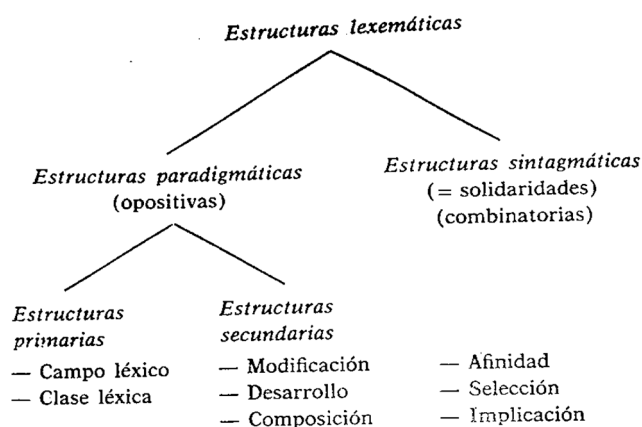 Estructuras lexemáticas
Estructuras paradigmáticas
(opositivas)
Estructuras sintagmáticas
(= solidaridades)
(combinatorias)
Estructuras
primarias
— Campo léxico
— Clase léxica
Estructuras
secundarias
— Modificación
— Desarrollo
— Composición
— Afinidad
— Selección
— Implicación